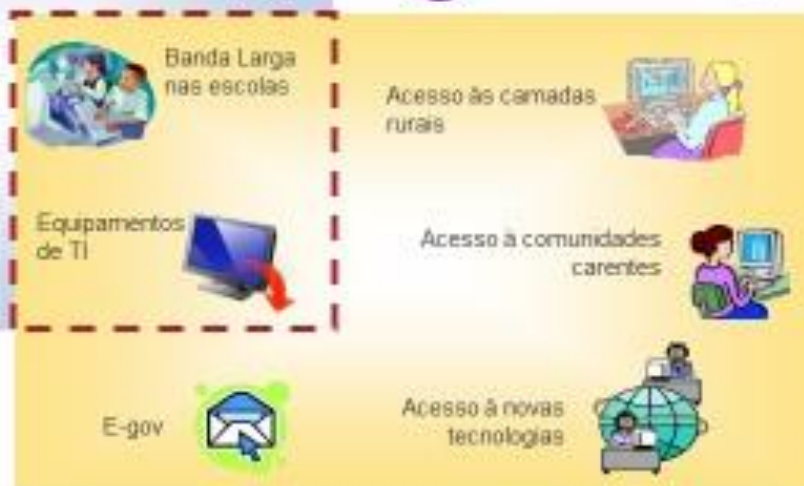 Banda Larga
nas escolas
Equipamentos
de TI
E-gov
Acesso às camadas
rurais
Acesso à comunidades
carentes
Acesso à novas
tecnologias